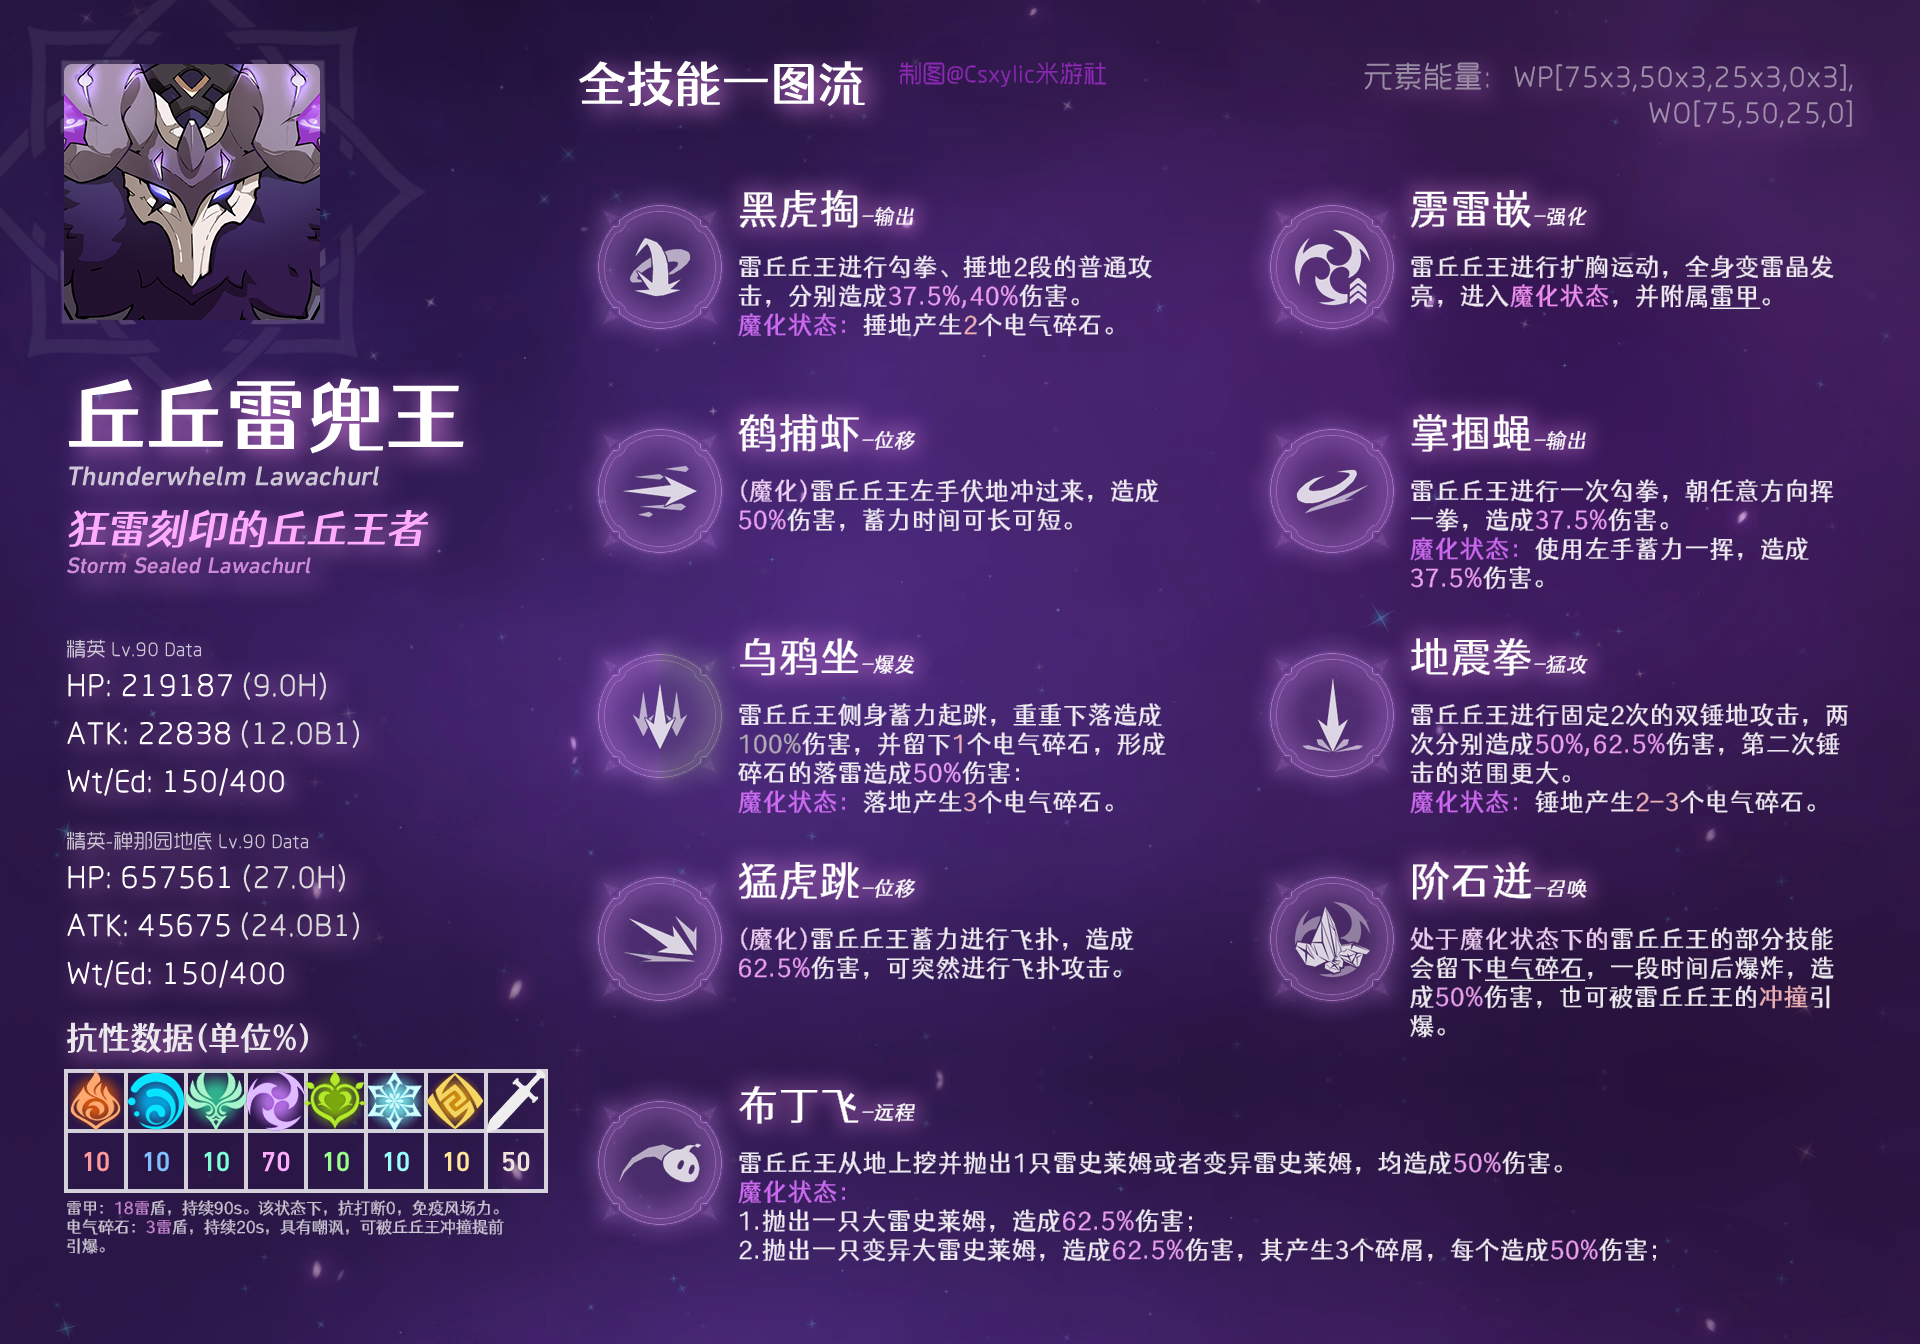 全技能一图流
制图@Csxylic米游社
元素能量： WP[75x3,50x3,25x3,0x3],
WO[75,50,25,0]
丘丘雷兜王
Thunderwhelm Lawachurl
狂雷刻印的丘丘王者
Storm Sealed Lawachurl
精英 Lv.90 Data
HP: 219187 (9.0H)
ATK: 22838 (12.0B1)
Wt/Ed: 150/400
精英-禅那园地底 Lv.90 Data
HP: 657561 (27.0H)
ATK: 45675 (24.0B1)
Wt/Ed: 150/400
抗性数据(单位%)
10 10 10 70 10 10 10 50
雷甲：18雷盾，持续90s。该状态下，抗打断0，免疫风场力。
电气碎石：3雷盾，持续20s，具有嘲讽，可被丘丘王冲撞提前
引爆。
黑虎掏-输出
雷丘丘王进行勾拳、捶地2段的普通攻
击，分别造成37.5%,40%伤害。
魔化状态：捶地产生2个电气碎石。
雳雷嵌-强化
雷丘丘王进行扩胸运动，全身变雷晶发
亮，进入魔化状态，并附属雷甲。
鹤捕虾-位移
(魔化)雷丘丘王左手伏地冲过来，造成
50%伤害，蓄力时间可长可短。
掌掴蝇-输出
雷丘丘王进行一次勾拳，朝任意方向挥
一拳，造成37.5%伤害。
魔化状态：使用左手蓄力一挥，造成
37.5%伤害。
乌鸦坐-爆发
雷丘丘王侧身蓄力起跳，重重下落造成
100%伤害，并留下1个电气碎石，形成
碎石的落雷造成50%伤害：
魔化状态：落地产生3个电气碎石。
地震拳-猛攻
雷丘丘王进行固定2次的双锤地攻击，两
次分别造成50%,62.5%伤害，第二次锤
击的范围更大。
魔化状态：锤地产生2-3个电气碎石。
猛虎跳-位移
(魔化)雷丘丘王蓄力进行飞扑，造成
62.5%伤害，可突然进行飞扑攻击。
阶石迸-召唤
处于魔化状态下的雷丘丘王的部分技能
会留下电气碎石，一段时间后爆炸，造
成50%伤害，也可被雷丘丘王的冲撞引
爆。
布丁飞-远程
雷丘丘王从地上挖并抛出1只雷史莱姆或者变异雷史莱姆，均造成50%伤害。
魔化状态：
1.抛出一只大雷史莱姆，造成62.5%伤害；
2.抛出一只变异大雷史莱姆，造成62.5%伤害，其产生3个碎屑，每个造成50%伤害；